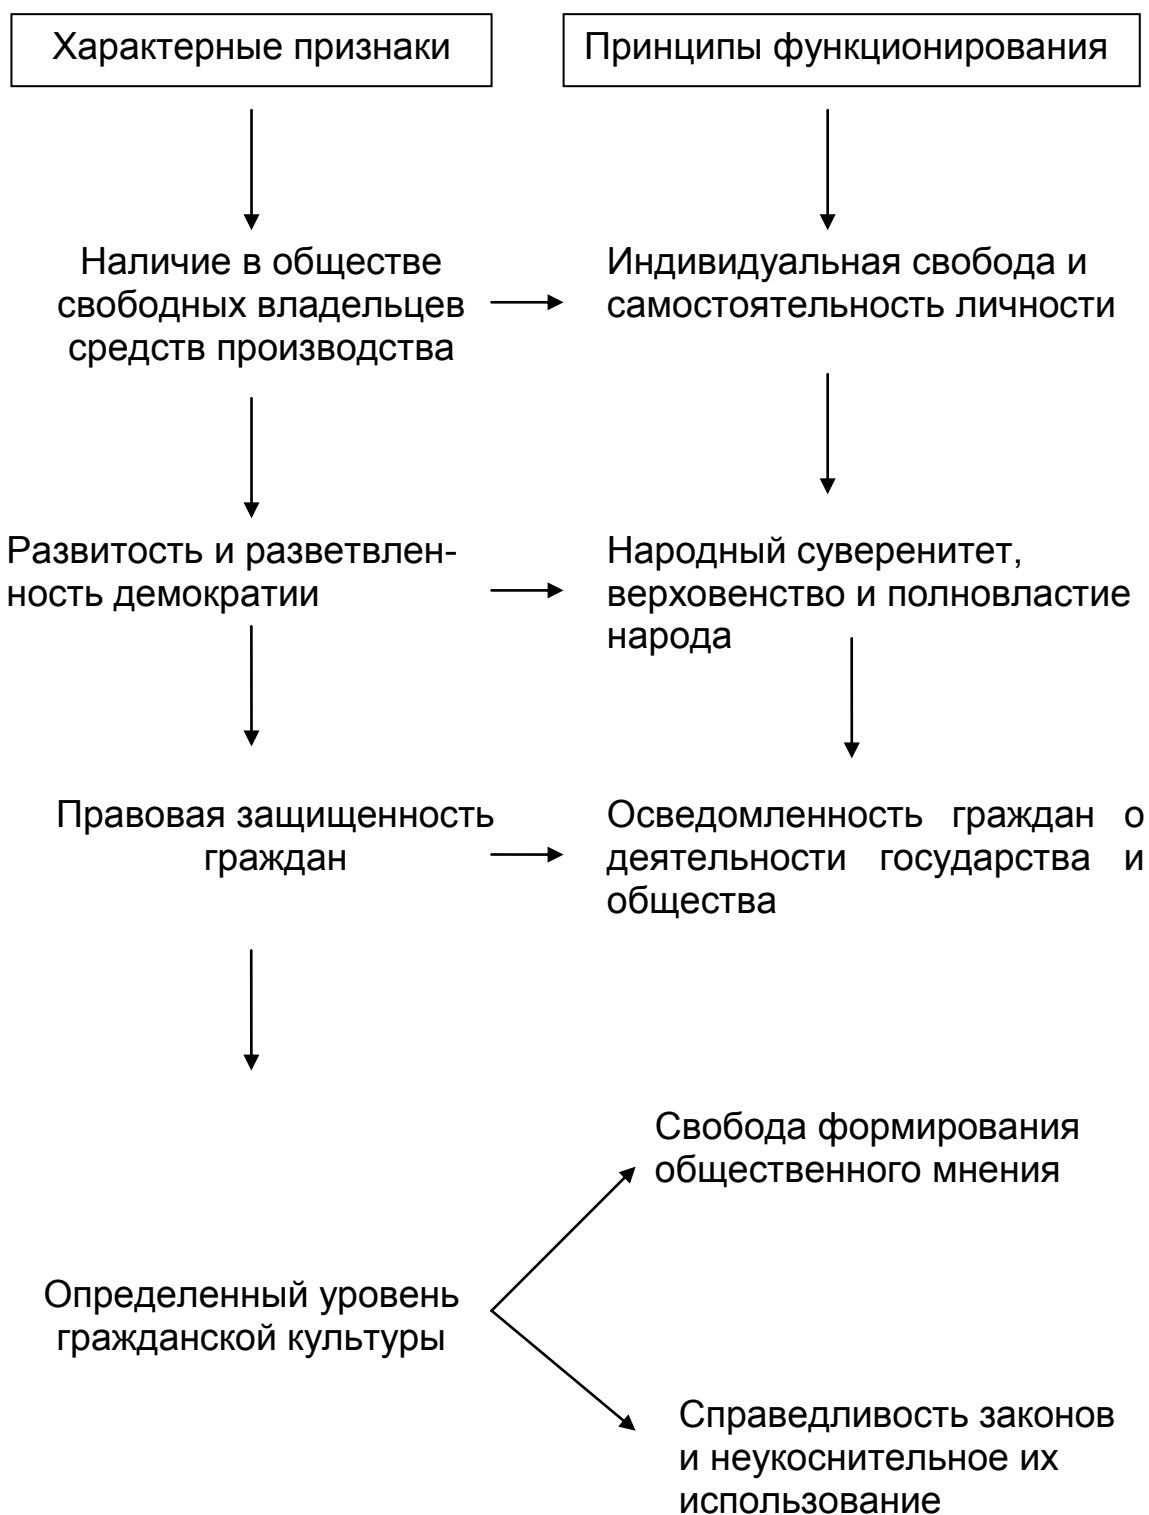 Характерные признаки
Принципы функционирования
Наличие в обществе
свободных владельцев
средств производства
Индивидуальная свобода и
самостоятельность личности
Развитость и разветвлен-
ность демократии
Народный суверенитет,
верховенство и полновластие
народа
Правовая защищенность
граждан
Осведомленность граждан о
деятельности государства и
общества
Свобода формирования
общественного мнения
Определенный уровень
гражданской культуры
Справедливость законов
и неукоснительное их
использование